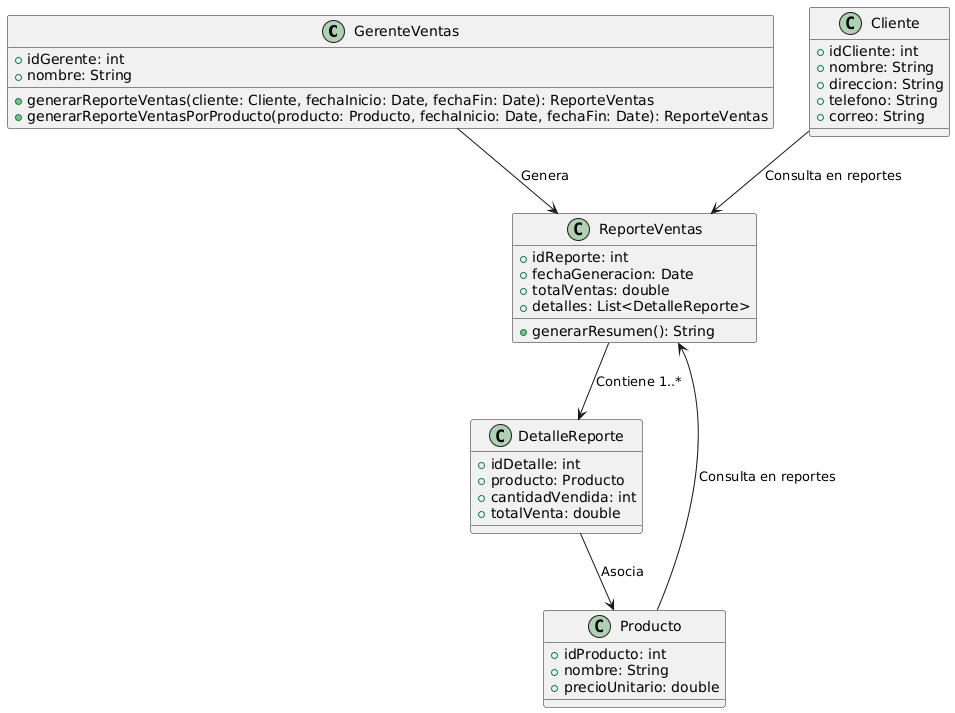 C GerenteVentas
idGerente: int
nombre: String
generarReporteVentas(cliente: Cliente, fechaInicio: Date, fechaFin: Date): ReporteVentas
generarReporteVentasPorProducto(producto: Producto, fechaInicio: Date, fechaFin: Date): ReporteVentas
C Cliente
idCliente: int
nombre: String
direccion: String
telefono: String
correo: String
Genera
Consulta en reportes
C ReporteVentas
idReporte: int
fechaGeneracion: Date
totalVentas: double
detalles: List<DetalleReporte>
generarResumen(): String
Contiene 1..*
C DetalleReporte
idDetalle: int
producto: Producto
cantidadVendida: int
totalVenta: double
Consulta en reportes
Asocia
C Producto
idProducto: int
nombre: String
precioUnitario: double